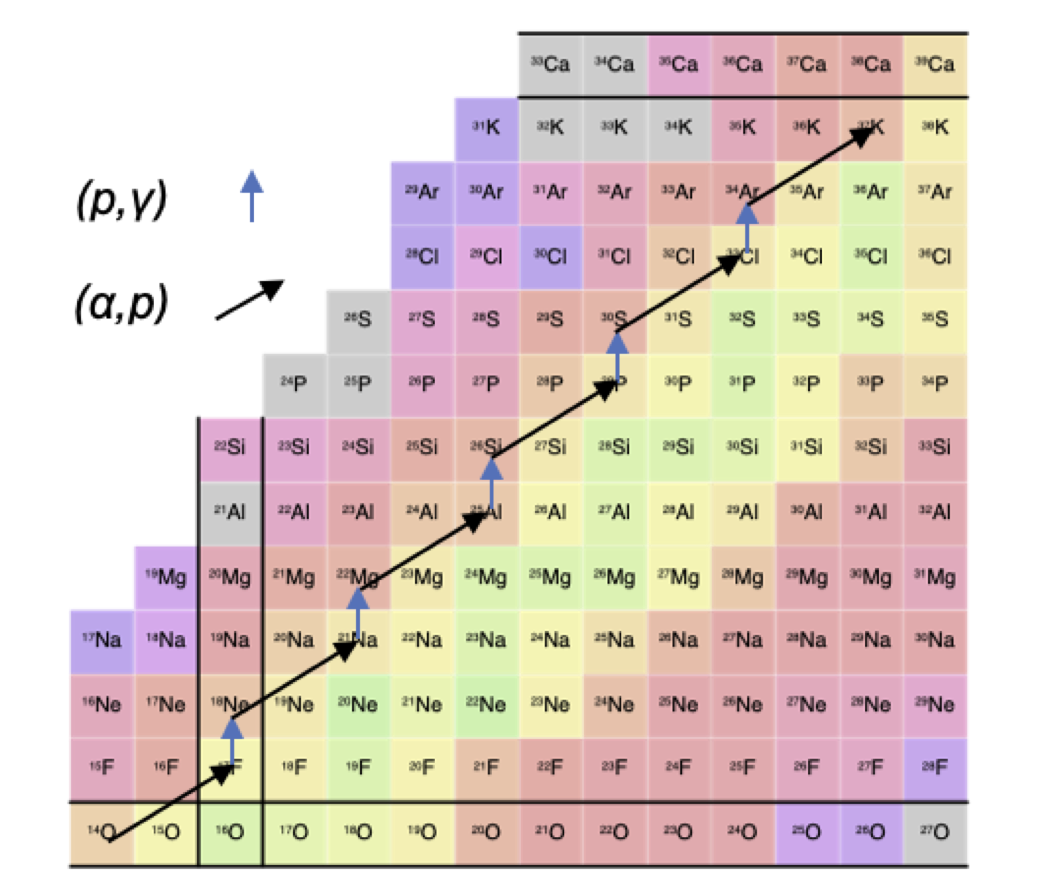 ³³Ca ³⁴Ca ³⁵Ca ³⁶Ca ³⁷Ca ³⁸Ca ³⁹Ca
³¹K ³²K ³³K ³⁴K ³⁵K ³⁶K ³⁷K ³⁸K
(p,γ)
²⁹Ar ³⁰Ar ³¹Ar ³²Ar ³³Ar ³⁴Ar ³⁵Ar ³⁶Ar ³⁷Ar
²⁸Cl ²⁹Cl ³⁰Cl ³¹Cl ³²Cl ³³Cl ³⁴Cl ³⁵Cl ³⁶Cl
(α,p)
²⁶S ²⁷S ²⁸S ²⁹S ³⁰S ³¹S ³²S ³³S ³⁴S ³⁵S
²⁴P ²⁵P ²⁶P ²⁷P ²⁸P ²⁹P ³⁰P ³¹P ³²P ³³P ³⁴P
²²Si ²³Si ²⁴Si ²⁵Si ²⁶Si ²⁷Si ²⁸Si ²⁹Si ³⁰Si ³¹Si ³²Si ³³Si
²¹Al ²²Al ²³Al ²⁴Al ²⁵Al ²⁶Al ²⁷Al ²⁸Al ²⁹Al ³⁰Al ³¹Al ³²Al
¹⁹Mg ²⁰Mg ²¹Mg ²²Mg ²³Mg ²⁴Mg ²⁵Mg ²⁶Mg ²⁷Mg ²⁸Mg ²⁹Mg ³⁰Mg ³¹Mg
¹⁷Na ¹⁸Na ¹⁹Na ²⁰Na ²¹Na ²²Na ²³Na ²⁴Na ²⁵Na ²⁶Na ²⁷Na ²⁸Na ²⁹Na ³⁰Na
¹⁶Ne ¹⁷Ne ¹⁸Ne ¹⁹Ne ²⁰Ne ²¹Ne ²²Ne ²³Ne ²⁴Ne ²⁵Ne ²⁶Ne ²⁷Ne ²⁸Ne ²⁹Ne
¹⁵F ¹⁶F ¹⁷F ¹⁸F ¹⁹F ²⁰F ²¹F ²²F ²³F ²⁴F ²⁵F ²⁶F ²⁷F ²⁸F
¹⁴O ¹⁵O ¹⁶O ¹⁷O ¹⁸O ¹⁹O ²⁰O ²¹O ²²O ²³O ²⁴O ²⁵O ²⁶O ²⁷O